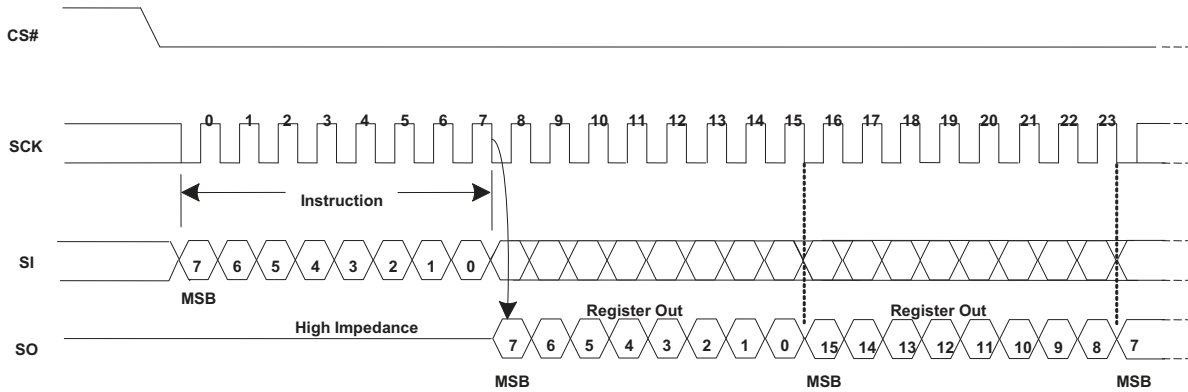 CS#
0 1 2 3 4 5 6 7 8 9 10 11 12 13 14 15 16 17 18 19 20 21 22 23
SCK
Instruction
SI
7 6 5 4 3 2 1 0
MSB
High Impedance
Register Out
Register Out
SO
7 6 5 4 3 2 1 0 15 14 13 12 11 10 9 8 7
MSB
MSB
MSB